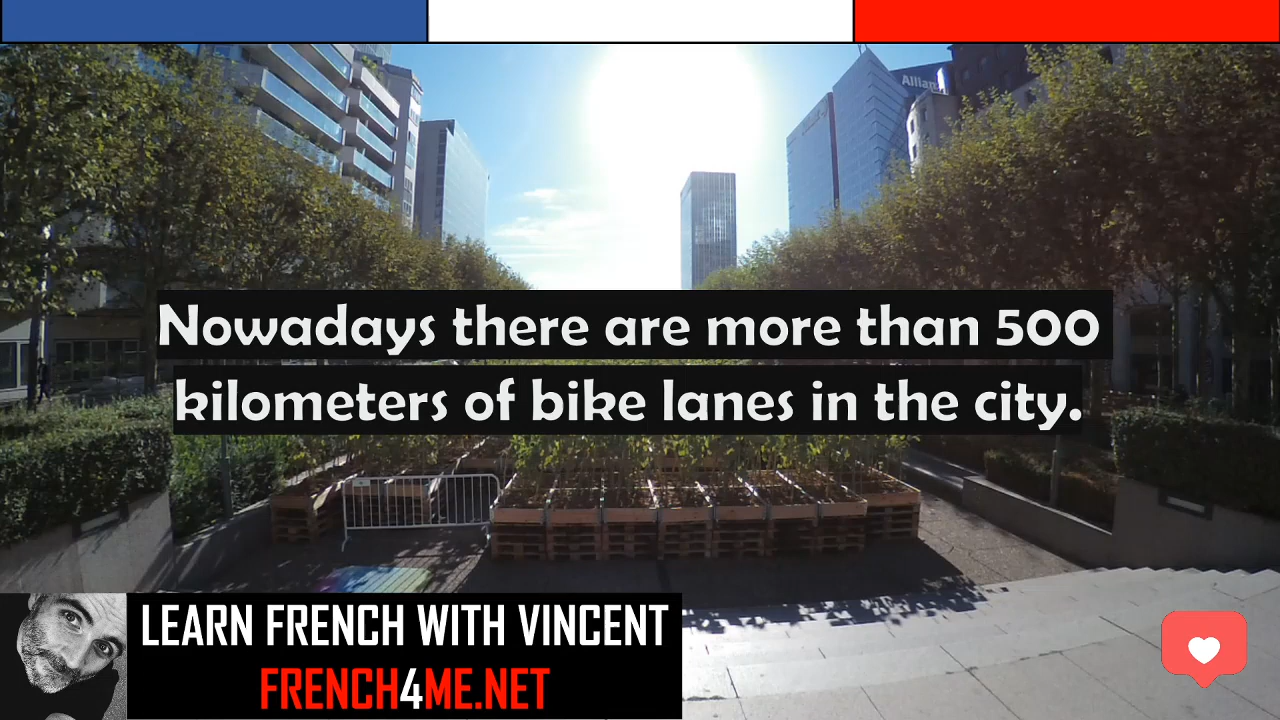 Allianz
Nowadays there are more than 500
kilometers of bike lanes in the city.
LEARN FRENCH WITH VINCENT
FRENCH4ME.NET